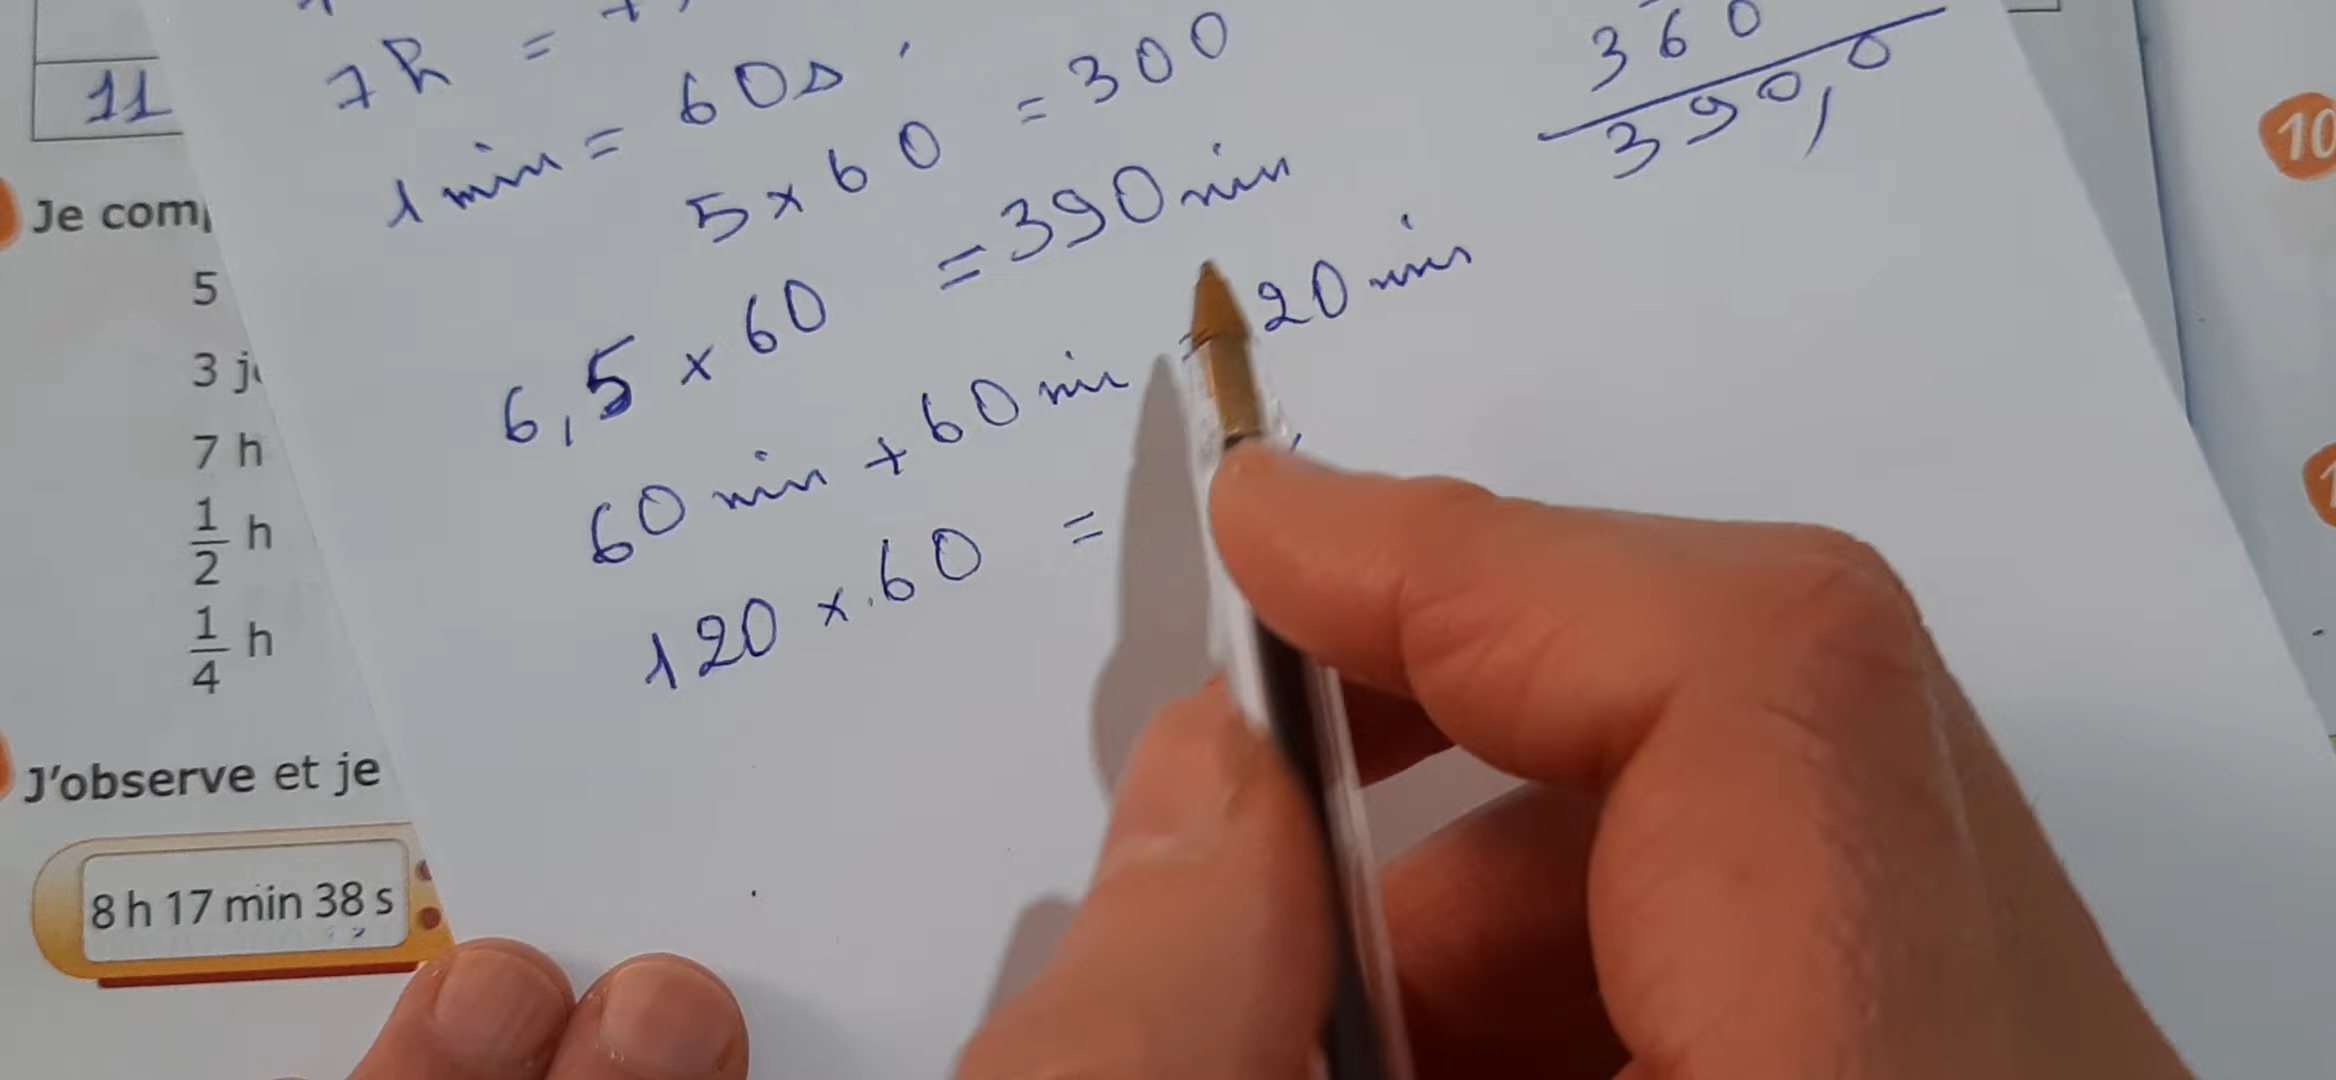 7h =
1 min = 60s
5 x 60 = 300
6,5 x 60 = 390 min
60 min + 60 min 20 min
120 x 60 =
360
390,0
11
Je com
5
3 j
7 h
1/2 h
1/4 h
J'observe et je
8 h 17 min 38 s
10